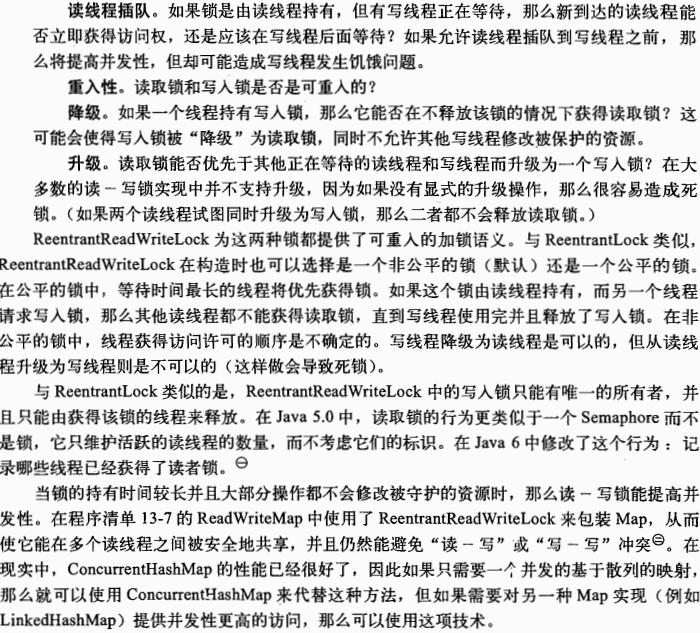 读线程插队。如果锁是由读线程持有，但有写线程正在等待，那么新到达的读线程能
否立即获得访问权，还是应该在写线程后面等待？如果允许读线程插队到写线程之前，那
么将提高并发性，但却可能造成写线程发生饥饿问题。
重入性。读取锁和写入锁是否是可重入的？
降级。如果一个线程持有写入锁，那么它能否在不释放该锁的情况下获得读取锁？这
可能会使得写入锁被“降级”为读取锁，同时不允许其他写线程修改被保护的资源。
升级。读取锁能否优先于其他正在等待的读线程和写线程而升级为一个写入锁？在大
多数的读－写锁实现中并不支持升级，因为如果没有显式的升级操作，那么很容易造成死
锁。（如果两个读线程试图同时升级为写入锁，那么二者都不会释放读取锁。）
ReentrantReadWriteLock 为这两种锁都提供了可重入的加锁语义。与 ReentrantLock 类似，
ReentrantReadWriteLock 在构造时也可以选择是一个非公平的锁（默认）还是一个公平的锁。
在公平的锁中，等待时间最长的线程将优先获得锁。如果这个锁由读线程持有，而另一个线程
请求写入锁，那么其他读线程都不能获得读取锁，直到写线程使用完并且释放了写入锁。在非
公平的锁中，线程获得访问许可的顺序是不确定的。写线程降级为读线程是可以的，但从读线
程升级为写线程则是不可以的（这样做会导致死锁）。
与 ReentrantLock 类似的是，ReentrantReadWriteLock 中的写入锁只能有唯一的所有者，并
且只能由获得该锁的线程来释放。在 Java 5.0 中，读取锁的行为更类似于一个 Semaphore 而不
是锁，它只维护活跃的读线程的数量，而不考虑它们的标识。在 Java 6 中修改了这个行为：记
录哪些线程已经获得了读者锁。㊀
当锁的持有时间较长并且大部分操作都不会修改被守护的资源时，那么读－写锁能提高并
发性。在程序清单 13-7 的 ReadWriteMap 中使用了 ReentrantReadWriteLock 来包装 Map，从而
使它能在多个读线程之间被安全地共享，并且仍然能避免“读－写”或“写－写”冲突㊁。在
现实中，ConcurrentHashMap 的性能已经很好了，因此如果只需要一个并发的基于散列的映射，
那么就可以使用 ConcurrentHashMap 来代替这种方法，但如果需要对另一种 Map 实现（例如
LinkedHashMap）提供并发性更高的访问，那么可以使用这项技术。